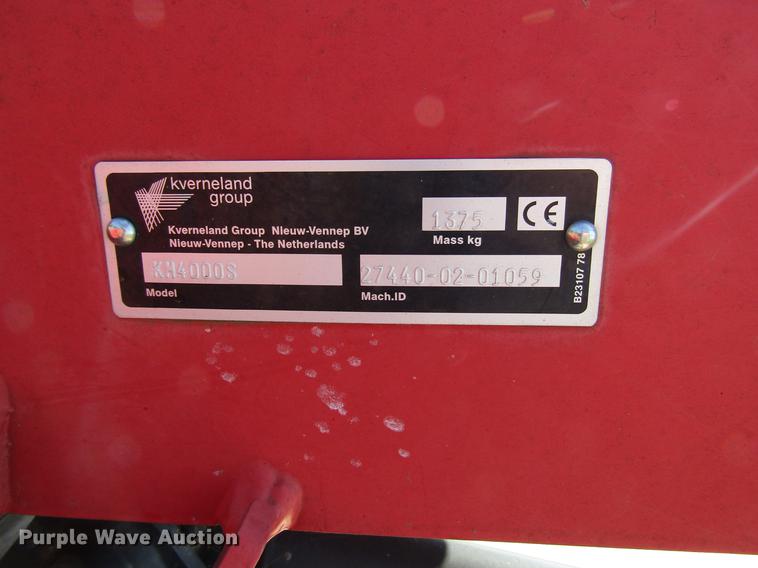 kverneland
group
Kverneland Group Nieuw-Vennep BV
Nieuw-Vennep - The Netherlands
1375
Mass kg
CE
KM4000S
Model
27440-02-01059
Mach.ID
B23107 78
Purple Wave Auction